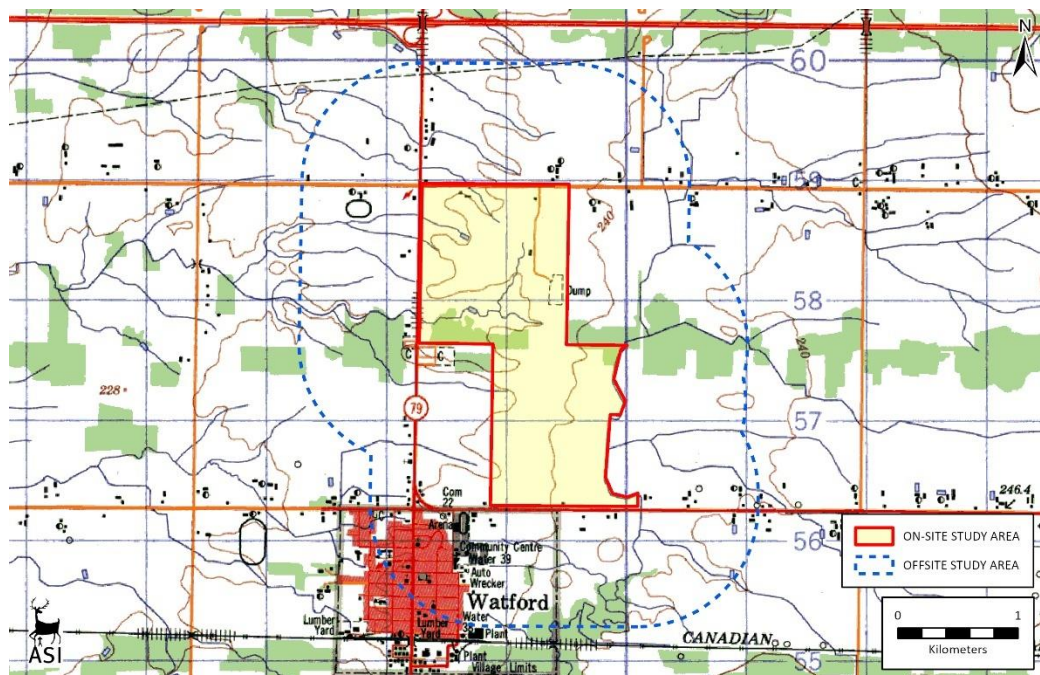 N
60
59
C
240
Dump
58
C
C
240
228
79
57
Com
22
Arena
246.4
ON-SITE STUDY AREA
OFFSITE STUDY AREA
Community Centre
Water 39
56
Auto
Wrecker
Watford
Lumber
Yard
Lumber
Yard
Water
Plant
CANADIAN
0 1
Kilometers
ASI
Plant
Village Limits
55